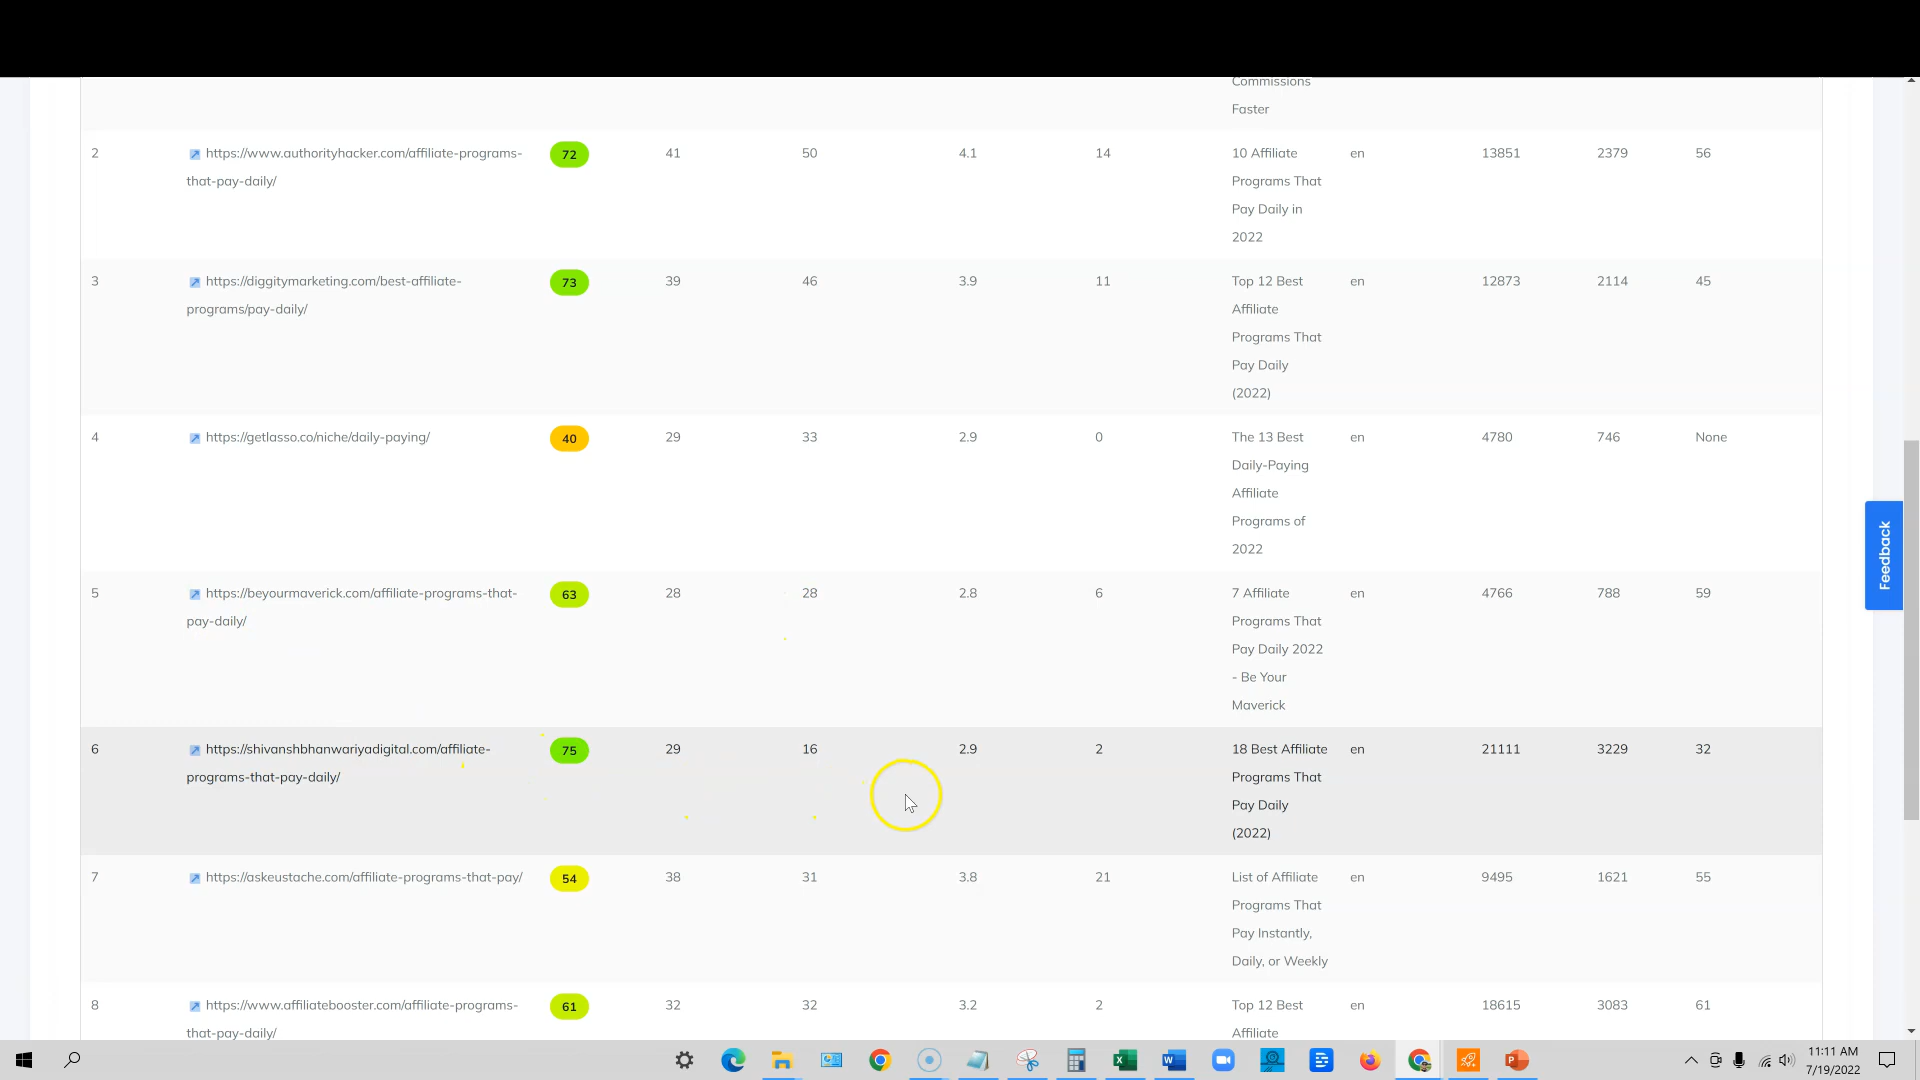 Commissions
Faster
2 https://www.authorityhacker.com/affiliate-programs- 72 41 50 4.1 14 10 Affiliate en 13851 2379 56
that-pay-daily/ Programs That
Pay Daily in
2022
3 https://diggitymarketing.com/best-affiliate- 73 39 46 3.9 11 Top 12 Best en 12873 2114 45
programs/pay-daily/ Affiliate
Programs That
Pay Daily
(2022)
4 https://getlasso.co/niche/daily-paying/ 40 29 33 2.9 0 The 13 Best en 4780 746 None
Daily-Paying
Affiliate
Programs of
2022
5 https://beyourmaverick.com/affiliate-programs-that- 63 28 28 2.8 6 7 Affiliate en 4766 788 59
pay-daily/ Programs That
Pay Daily 2022
- Be Your
Maverick
6 https://shivanshbhanwariyadigital.com/affiliate- 75 29 16 2.9 2 18 Best Affiliate en 21111 3229 32
programs-that-pay-daily/ Programs That
Pay Daily
(2022)
7 https://askeustache.com/affiliate-programs-that-pay/ 54 38 31 3.8 21 List of Affiliate en 9495 1621 55
Programs That
Pay Instantly,
Daily, or Weekly
8 https://www.affiliatebooster.com/affiliate-programs- 61 32 32 3.2 2 Top 12 Best en 18615 3083 61
that-pay-daily/ Affiliate
Feedback
11:11 AM
7/19/2022